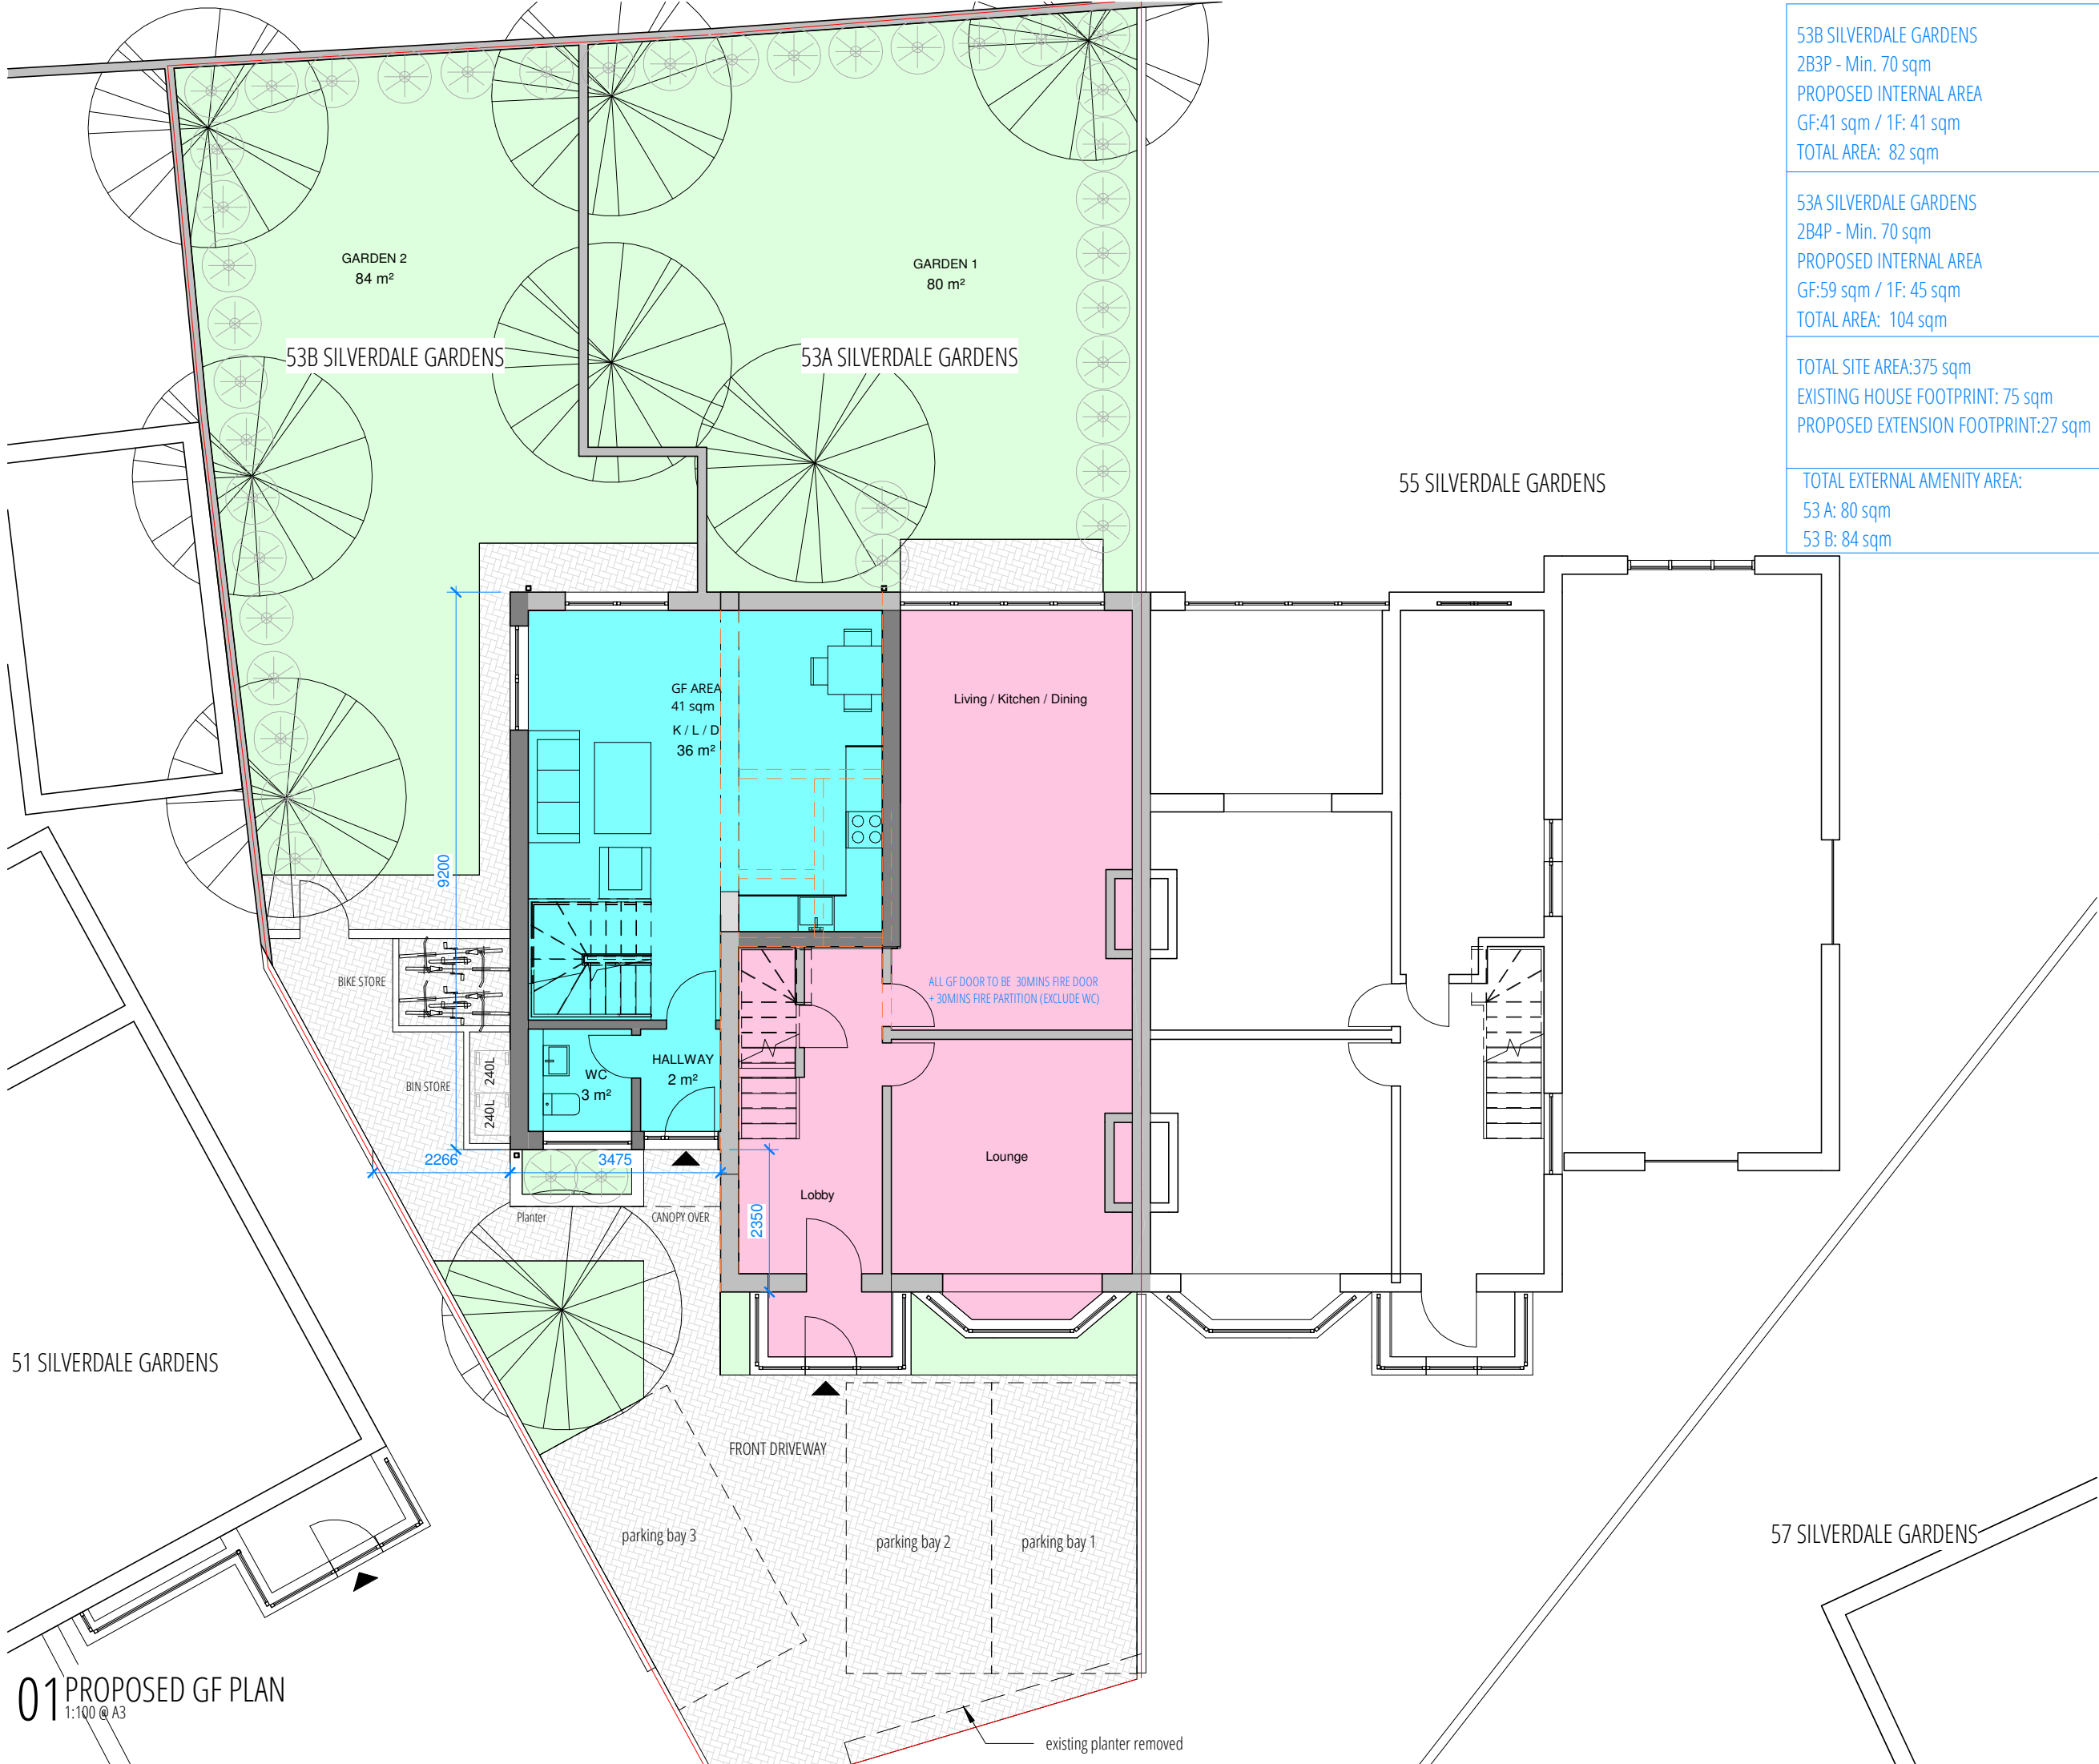 53B SILVERDALE GARDENS
2B3P - Min. 70 sqm
PROPOSED INTERNAL AREA
GF:41 sqm / 1F: 41 sqm
TOTAL AREA: 82 sqm
53A SILVERDALE GARDENS
2B4P - Min. 70 sqm
PROPOSED INTERNAL AREA
GF:59 sqm / 1F: 45 sqm
TOTAL AREA: 104 sqm
TOTAL SITE AREA:375 sqm
EXISTING HOUSE FOOTPRINT: 75 sqm
PROPOSED EXTENSION FOOTPRINT:27 sqm
TOTAL EXTERNAL AMENITY AREA:
53 A: 80 sqm
53 B: 84 sqm
GARDEN 2
84 m²
GARDEN 1
80 m²
53B SILVERDALE GARDENS
53A SILVERDALE GARDENS
55 SILVERDALE GARDENS
GF AREA
41 sqm
K / L / D
36 m²
Living / Kitchen / Dining
9200
BIKE STORE
ALL GF DOOR TO BE 30MINS FIRE DOOR
+ 30MINS FIRE PARTITION (EXCLUDE WC)
BIN STORE
240L
240L
WC
3 m²
HALLWAY
2 m²
2266
3475
Lounge
Lobby
2350
Planter
CANOPY OVER
51 SILVERDALE GARDENS
FRONT DRIVEWAY
parking bay 3
parking bay 2
parking bay 1
57 SILVERDALE GARDENS
01 PROPOSED GF PLAN
1:100 @ A3
existing planter removed